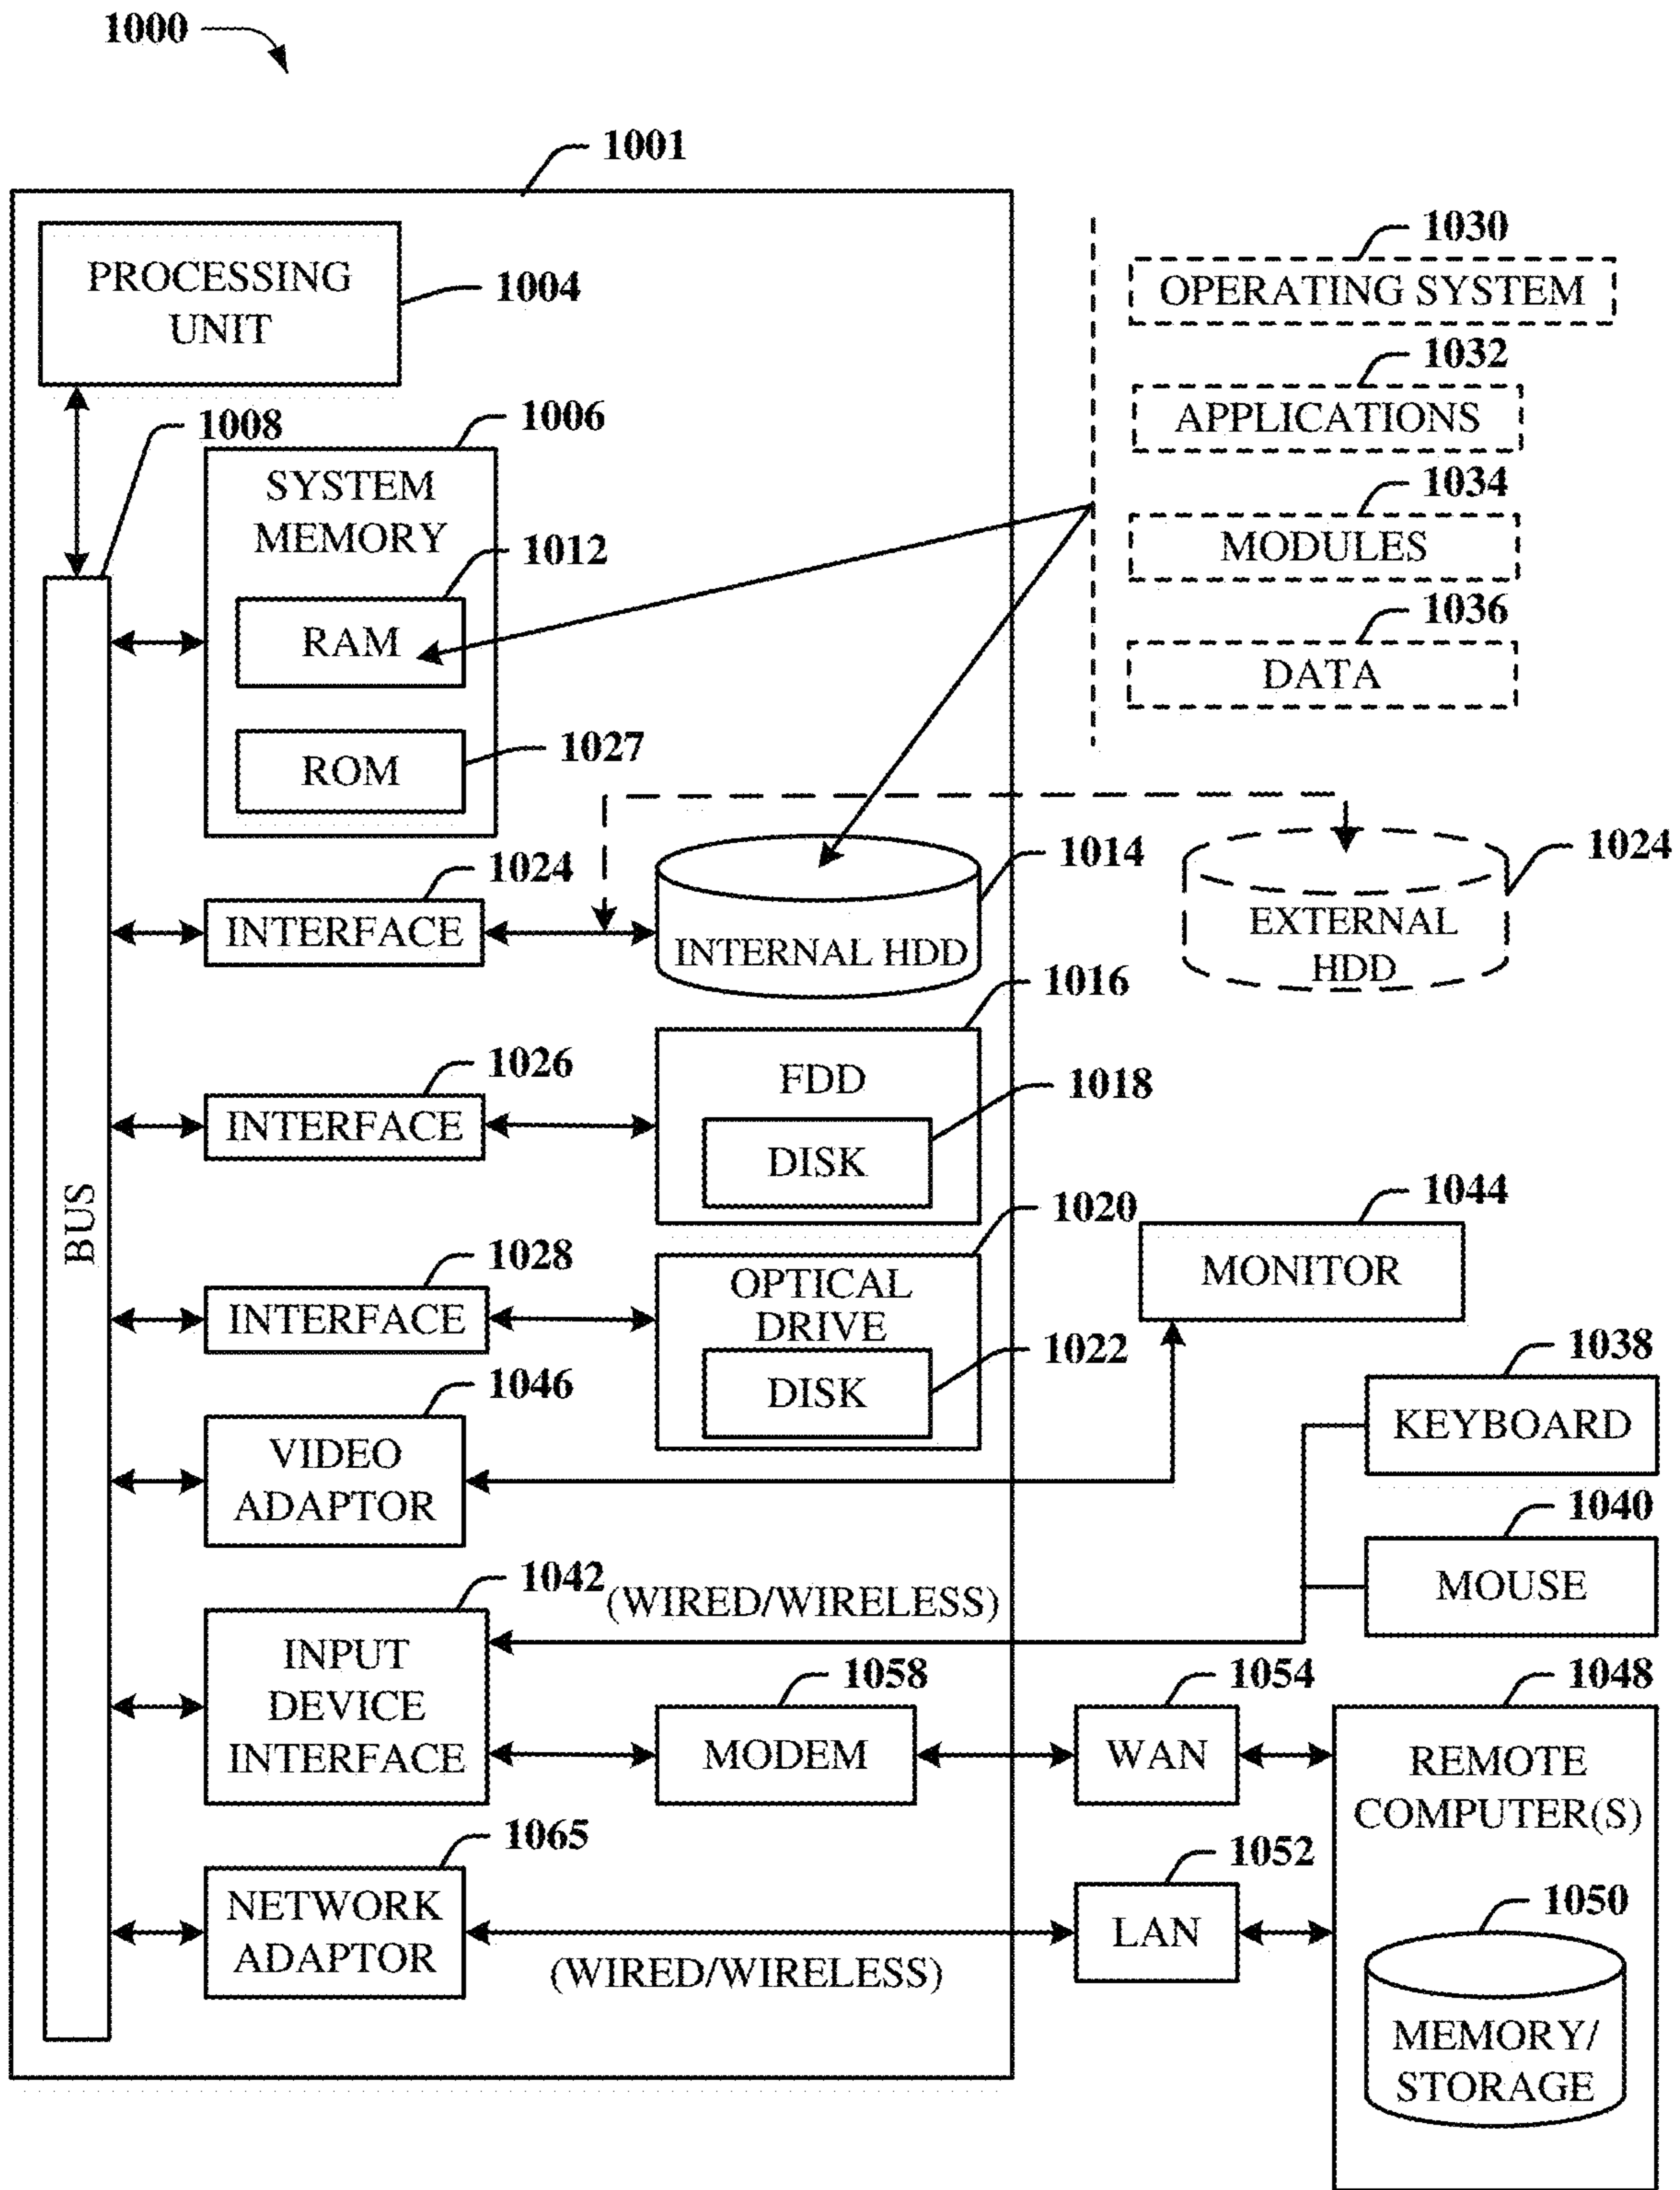 1000
1001
PROCESSING
UNIT
1004
1008
1006
SYSTEM
MEMORY
1012
RAM
ROM
1027
1030
OPERATING SYSTEM
1032
APPLICATIONS
1034
MODULES
1036
DATA
BUS
1024
INTERFACE
1014
INTERNAL HDD
1024
EXTERNAL
HDD
1026
INTERFACE
1016
FDD
1018
DISK
1028
INTERFACE
1020
OPTICAL
DRIVE
1022
DISK
1044
MONITOR
1046
VIDEO
ADAPTOR
1038
KEYBOARD
1040
MOUSE
1042
(WIRED/WIRELESS)
INPUT
DEVICE
INTERFACE
1058
MODEM
1054
WAN
1048
REMOTE
COMPUTER(S)
1065
NETWORK
ADAPTOR
(WIRED/WIRELESS)
1052
LAN
1050
MEMORY/
STORAGE